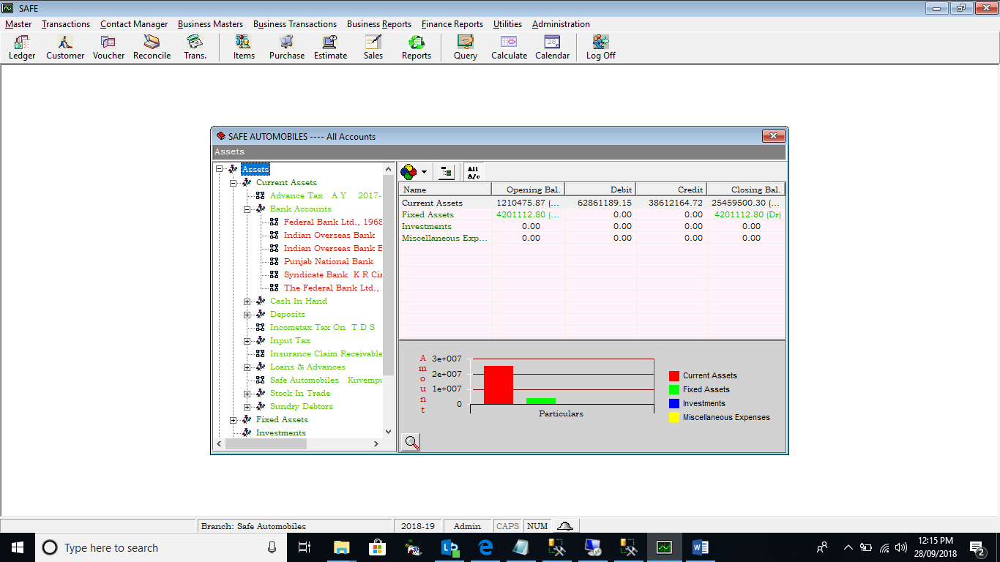 SAFE
Master Transactions Contact Manager Business Masters Business Transactions Business Reports Finance Reports Utilities Administration
Ledger Customer Voucher Reconcile Trans. Items Purchase Estimate Sales Reports Query Calculate Calendar Log Off
SAFE AUTOMOBILES ---- All Accounts
Assets
Assets
Current Assets
Advance Tax A Y 2017-
Bank Accounts
Federal Bank Ltd., 1968
Indian Overseas Bank
Indian Overseas Bank E
Punjab National Bank
Syndicate Bank K R Cir
The Federal Bank Ltd.,
Cash In Hand
Deposits
Incometax Tax On T D S
Input Tax
Insurance Claim Receivable
Loans & Advances
Safe Automobiles Kuvempu
Stock In Trade
Sundry Debtors
Fixed Assets
Investments
All A/c
Name Opening Bal. Debit Credit Closing Bal.
Current Assets 1210475.87 (... 62861189.15 38612164.72 25459500.30 (...
Fixed Assets 4201112.80 (... 0.00 0.00 4201112.80 (Dr)
Investments 0.00 0.00 0.00 0.00
Miscellaneous Exp... 0.00 0.00 0.00 0.00
Amount
3e+007
2e+007
1e+007
0
Particulars
Current Assets
Fixed Assets
Investments
Miscellaneous Expenses
Branch: Safe Automobiles 2018-19 Admin CAPS NUM
Type here to search
12:15 PM
28/09/2018
2